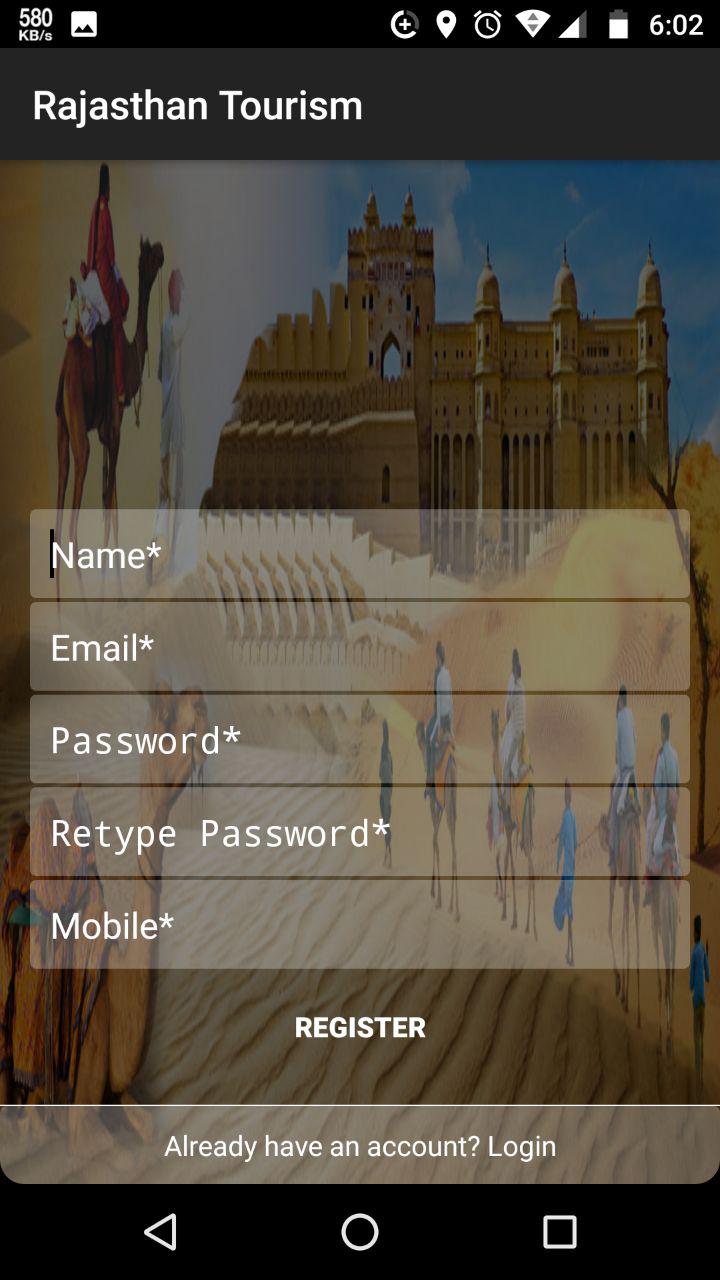 580
KB/s
6:02
Rajasthan Tourism
Name*
Email*
Password*
Retype Password*
Mobile*
REGISTER
Already have an account? Login